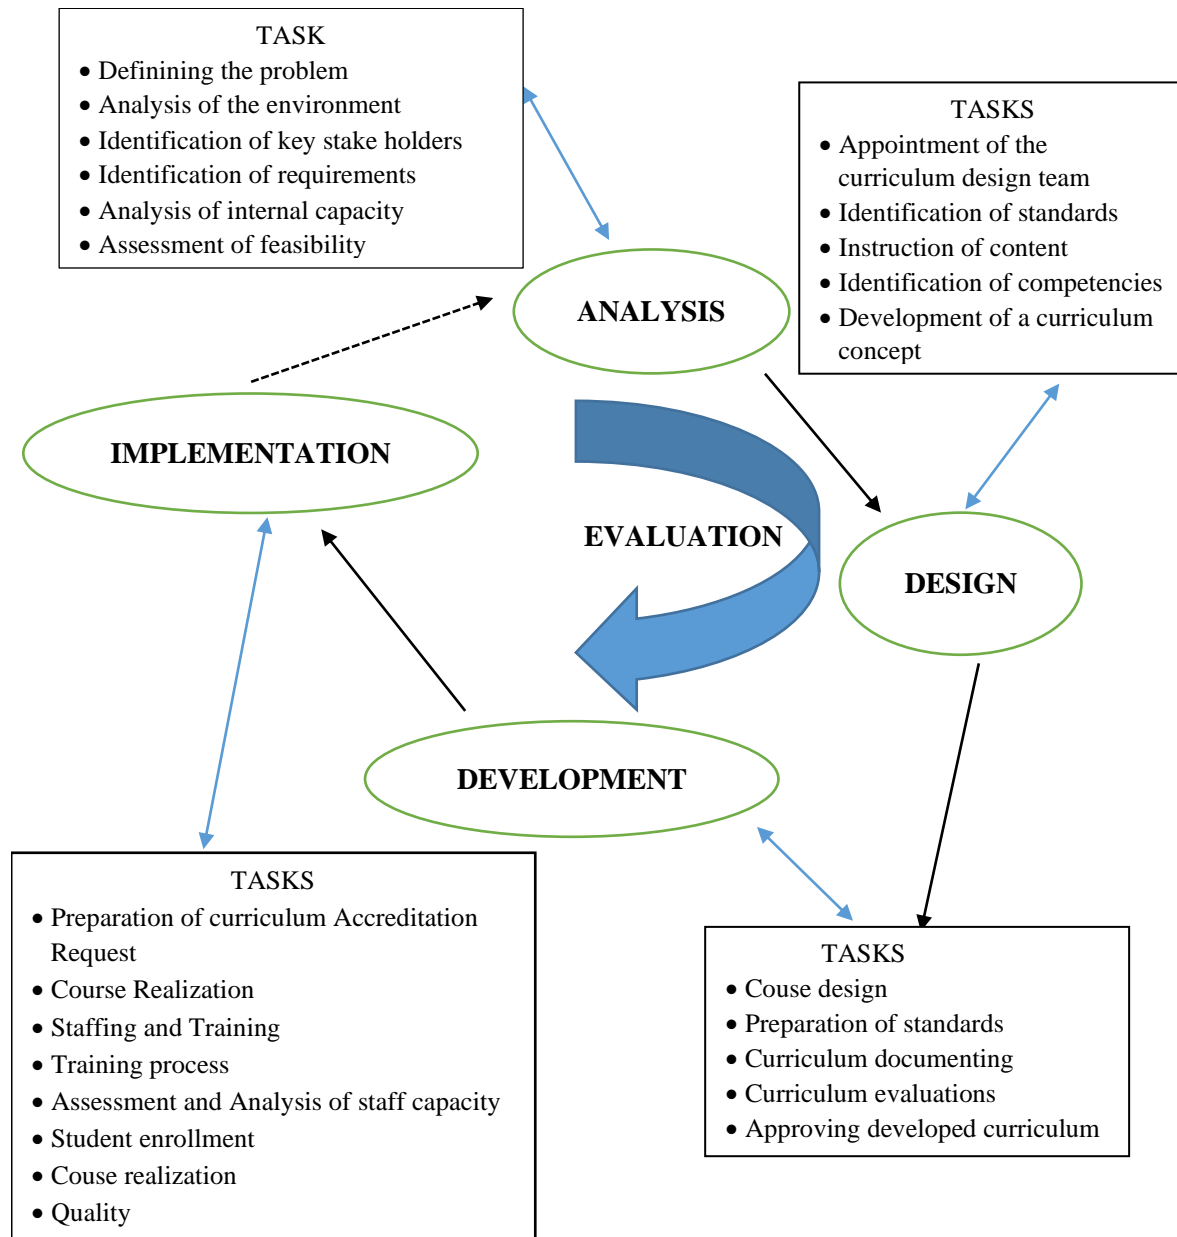 TASK
• Definining the problem
• Analysis of the environment
• Identification of key stake holders
• Identification of requirements
• Analysis of internal capacity
• Assessment of feasibility
TASKS
• Appointment of the
curriculum design team
• Identification of standards
• Instruction of content
• Identification of competencies
• Development of a curriculum
concept
ANALYSIS
IMPLEMENTATION
EVALUATION
DESIGN
DEVELOPMENT
TASKS
• Preparation of curriculum Accreditation
Request
• Course Realization
• Staffing and Training
• Training process
• Assessment and Analysis of staff capacity
• Student enrollment
• Couse realization
• Quality
TASKS
• Couse design
• Preparation of standards
• Curriculum documenting
• Curriculum evaluations
• Approving developed curriculum